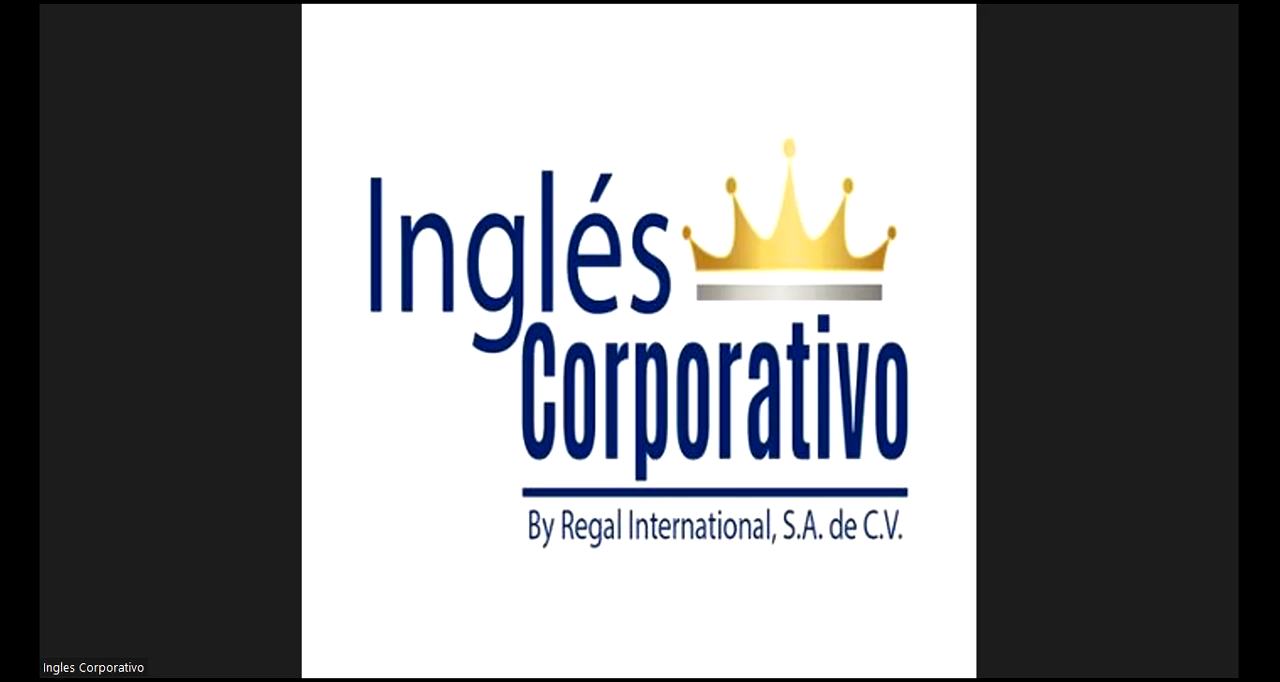 Inglés
Corporativo
By Regal International, S.A. de C.V.
Ingles Corporativo